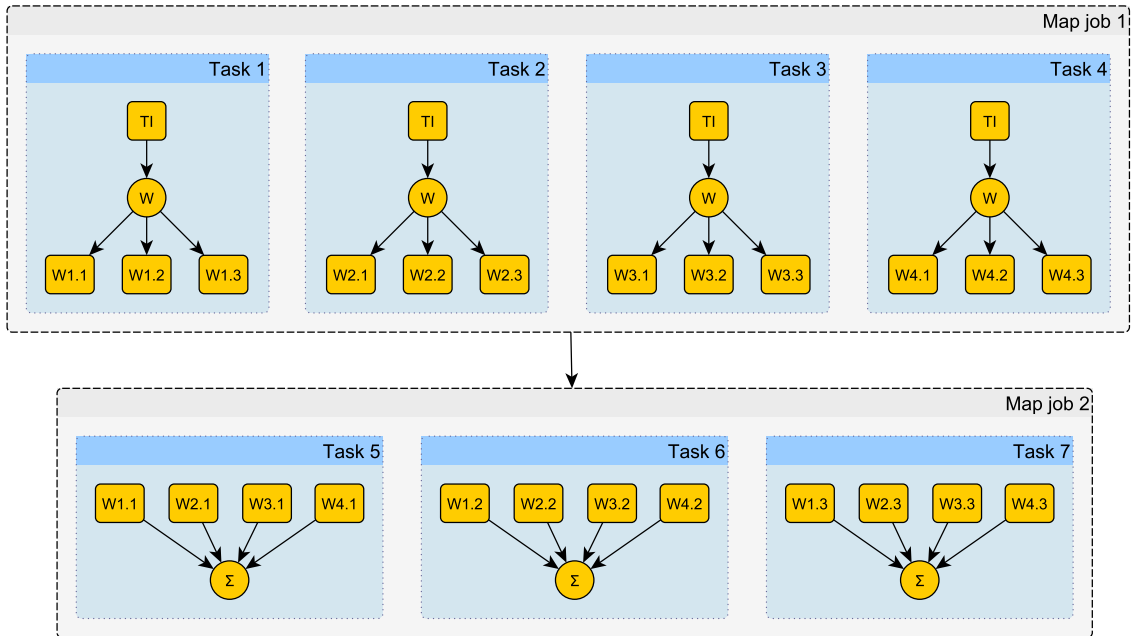 Map job 1
Task 1 Task 2 Task 3 Task 4
TI TI TI TI
W W W W
W1.1 W1.2 W1.3 W2.1 W2.2 W2.3 W3.1 W3.2 W3.3 W4.1 W4.2 W4.3
Map job 2
Task 5 Task 6 Task 7
W1.1 W2.1 W3.1 W4.1 W1.2 W2.2 W3.2 W4.2 W1.3 W2.3 W3.3 W4.3
Σ Σ Σ